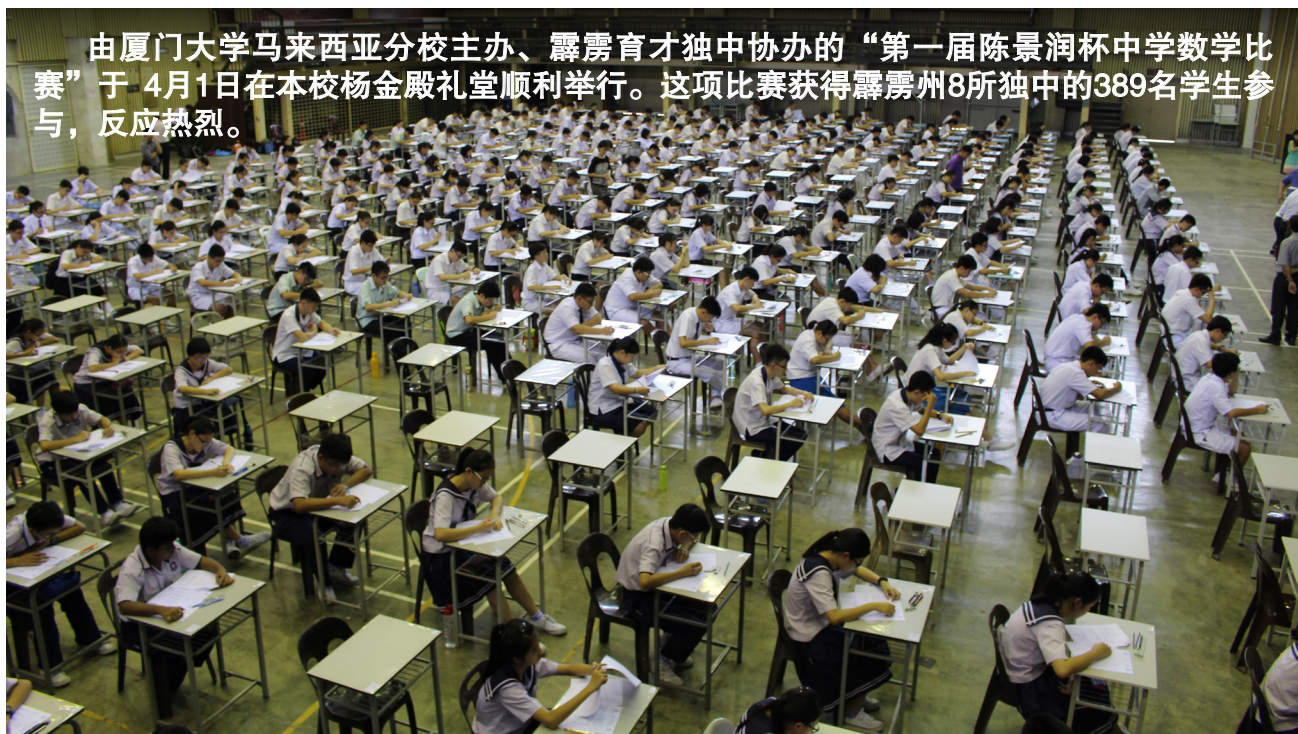 由厦门大学马来西亚分校主办、霹雳育才独中协办的“第一届陈景润杯中学数学比
赛”于 4月1日在本校杨金殿礼堂顺利举行。这项比赛获得霹雳州8所独中的389名学生参
与，反应热烈。